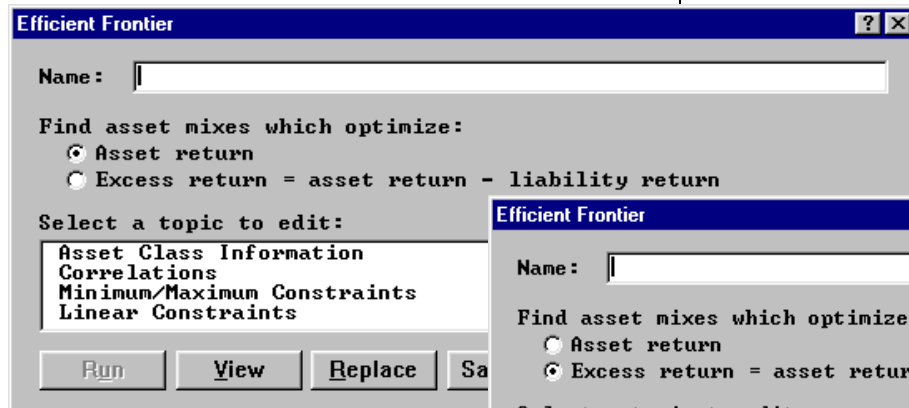 Efficient Frontier
Name:
Find asset mixes which optimize:
Asset return
Excess return = asset return - liability return
Select a topic to edit:
Asset Class Information
Correlations
Minimum/Maximum Constraints
Linear Constraints
Run View Replace Sa
Efficient Frontier
Name:
Find asset mixes which optimize
Asset return
Excess return = asset retur